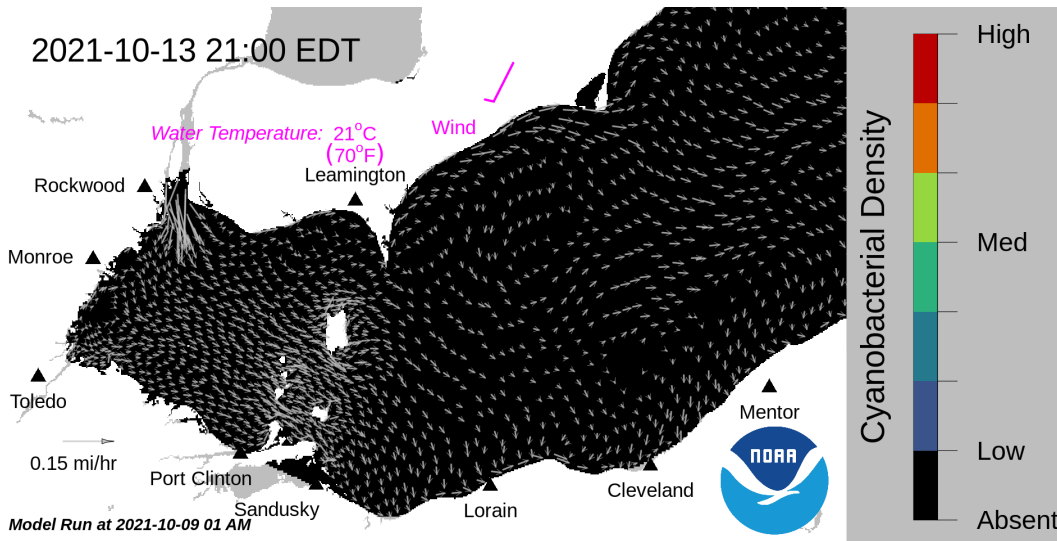 2021-10-13 21:00 EDT
Water Temperature: 21°C
(70°F)
Wind
Leamington
Rockwood
Monroe
Toledo
0.15 mi/hr
Port Clinton
Sandusky
Lorain
Cleveland
Mentor
NOAA
Model Run at 2021-10-09 01 AM
Cyanobacterial Density
High
Med
Low
Absent